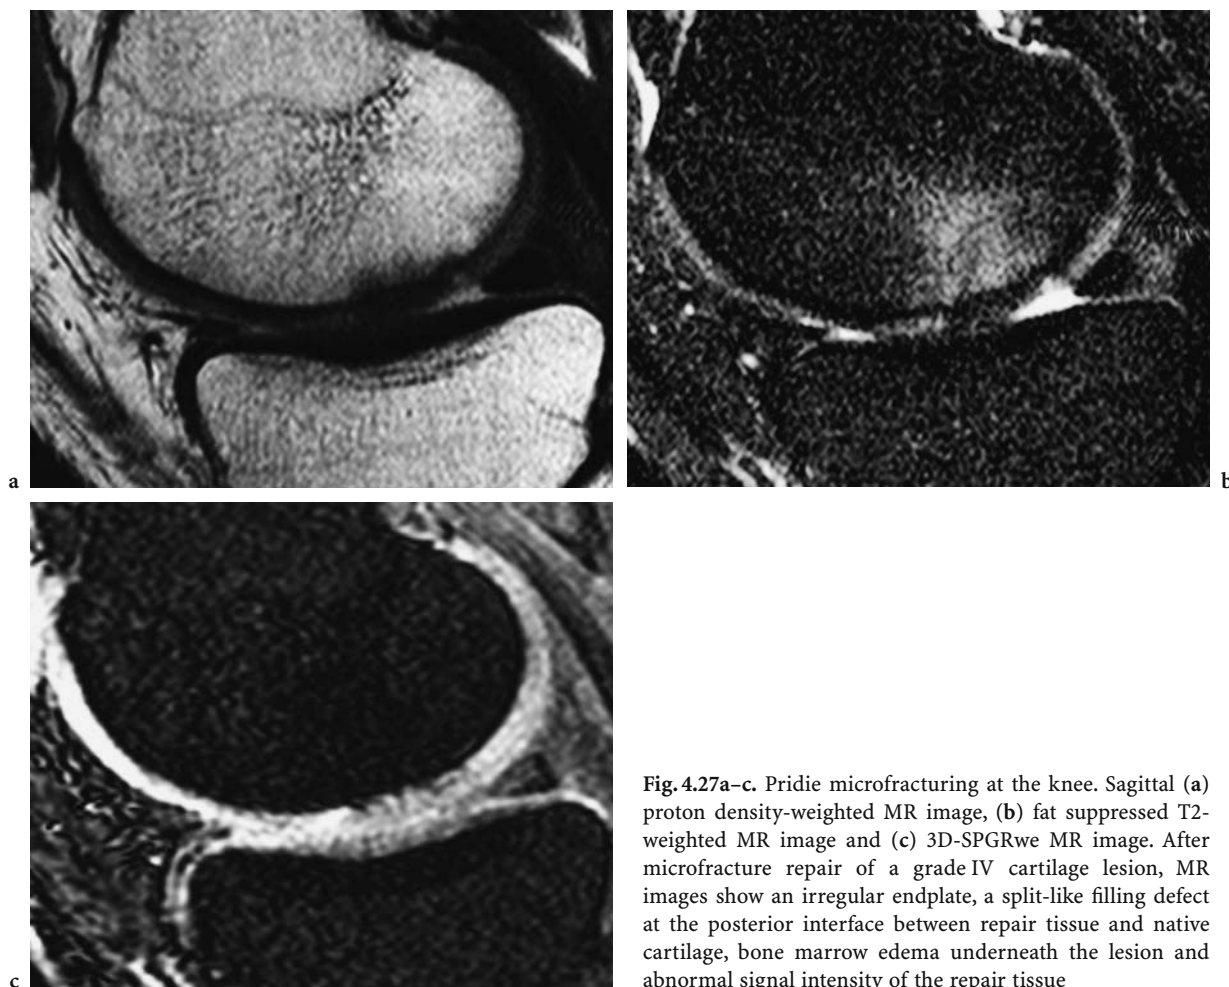 a
b
c
Fig. 4.27a–c. Pridie microfracturing at the knee. Sagittal (a)
proton density-weighted MR image, (b) fat suppressed T2-
weighted MR image and (c) 3D-SPGRwe MR image. After
microfracture repair of a grade IV cartilage lesion, MR
images show an irregular endplate, a split-like filling defect
at the posterior interface between repair tissue and native
cartilage, bone marrow edema underneath the lesion and
abnormal signal intensity of the repair tissue